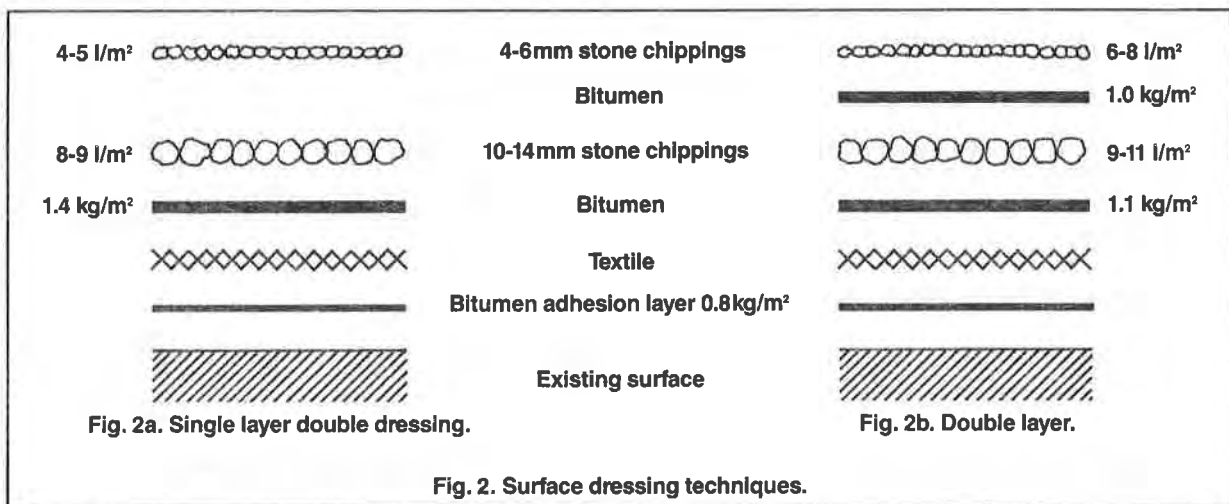 4-5 l/m² 4-6mm stone chippings 6-8 l/m²
Bitumen 1.0 kg/m²
8-9 l/m² 10-14mm stone chippings 9-11 l/m²
1.4 kg/m² Bitumen 1.1 kg/m²
Textile
Bitumen adhesion layer 0.8kg/m²
Existing surface
Fig. 2a. Single layer double dressing. Fig. 2b. Double layer.
Fig. 2. Surface dressing techniques.